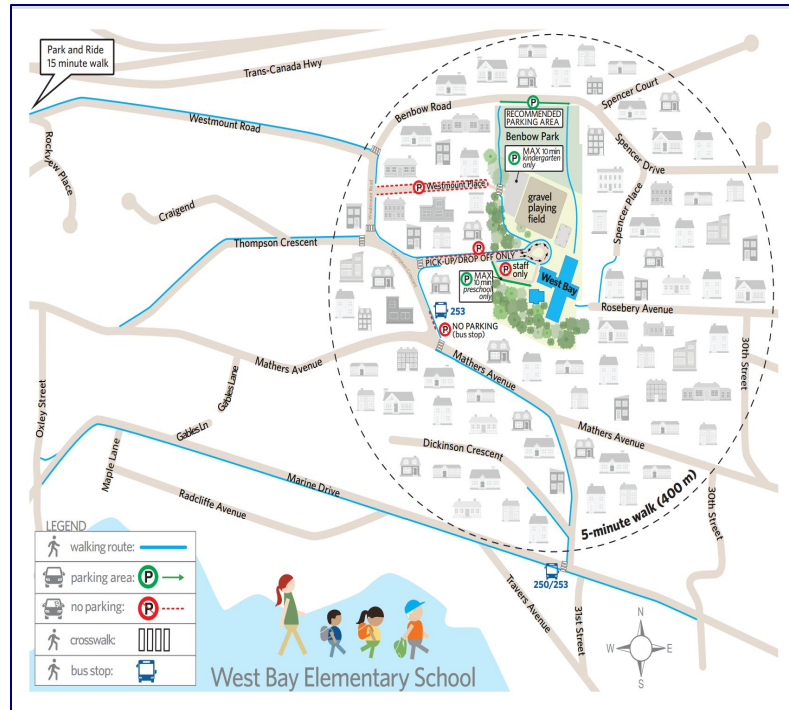 Park and Ride
15 minute walk
Trans-Canada Hwy
Spencer Court
Benbow Road
P
RECOMMENDED
PARKING AREA
Westmount Road
Benbow Park
Rockview Place
P MAX 10 min
kindergarten
only
Spencer Drive
P Westmount Place
Westmount Road
gravel
playing
field
Spencer Place
Craigend
Thompson Crescent
P
PICK-UP/DROP OFF ONLY
P staff
only
P MAX
10 min
preschool
only
West Bay
253
Rosebery Avenue
P NO PARKING
(bus stop)
Mathers Avenue
Mathers Avenue
30th Street
Oxley Street
Gables Lane
Mathers Avenue
Gables Ln
Dickinson Crescent
Maple Lane
Marine Drive
5-minute walk (400 m)
30th Street
Radcliffe Avenue
LEGEND
walking route:
parking area: P
no parking: P
crosswalk:
bus stop:
250/253
Travers Avenue
31st Street
N
W
E
S
West Bay Elementary School